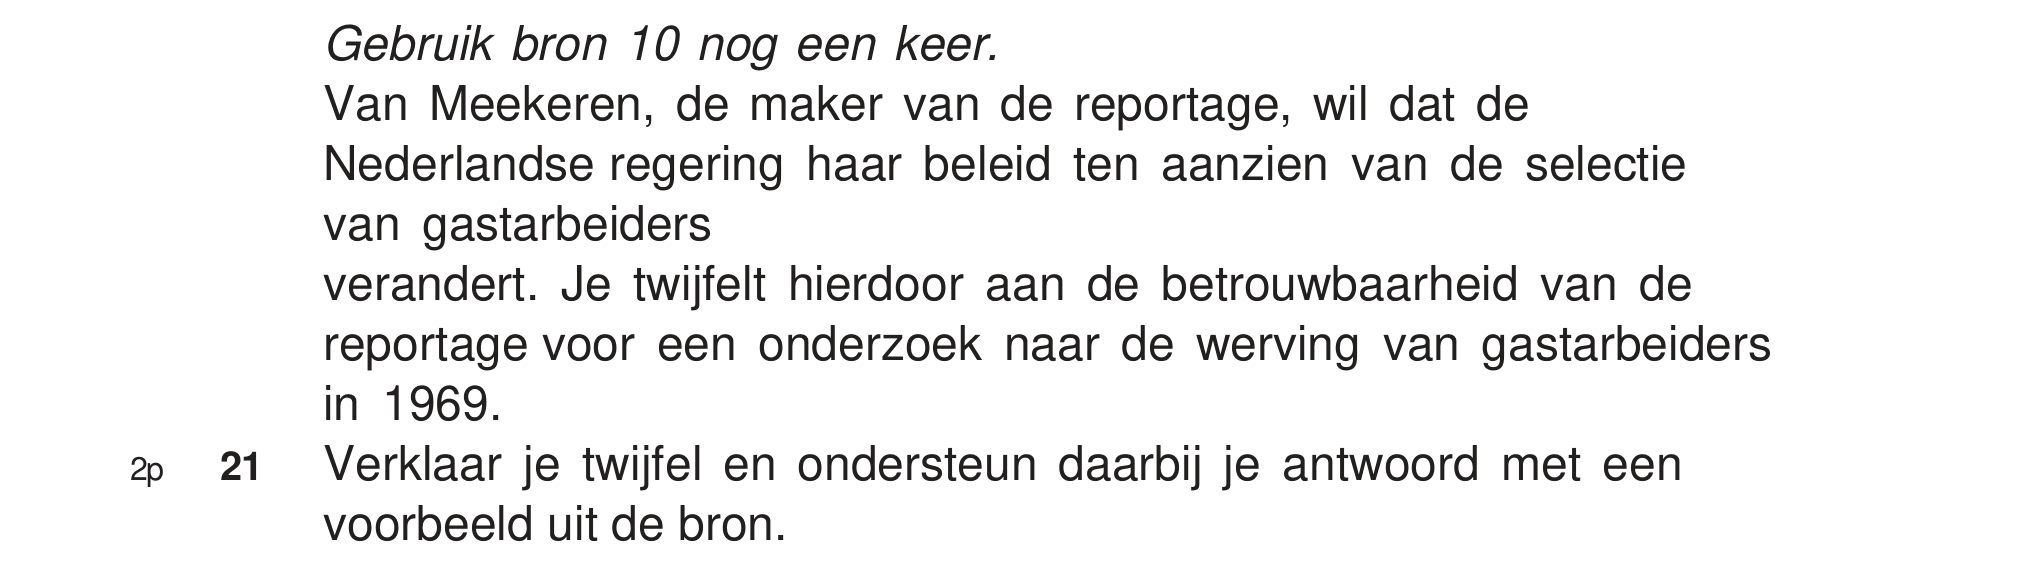 Gebruik bron 10 nog een keer.
Van Meekeren, de maker van de reportage, wil dat de
Nederlandse regering haar beleid ten aanzien van de selectie
van gastarbeiders
verandert. Je twijfelt hierdoor aan de betrouwbaarheid van de
reportage voor een onderzoek naar de werving van gastarbeiders
in 1969.
2p 21 Verklaar je twijfel en ondersteun daarbij je antwoord met een
voorbeeld uit de bron.